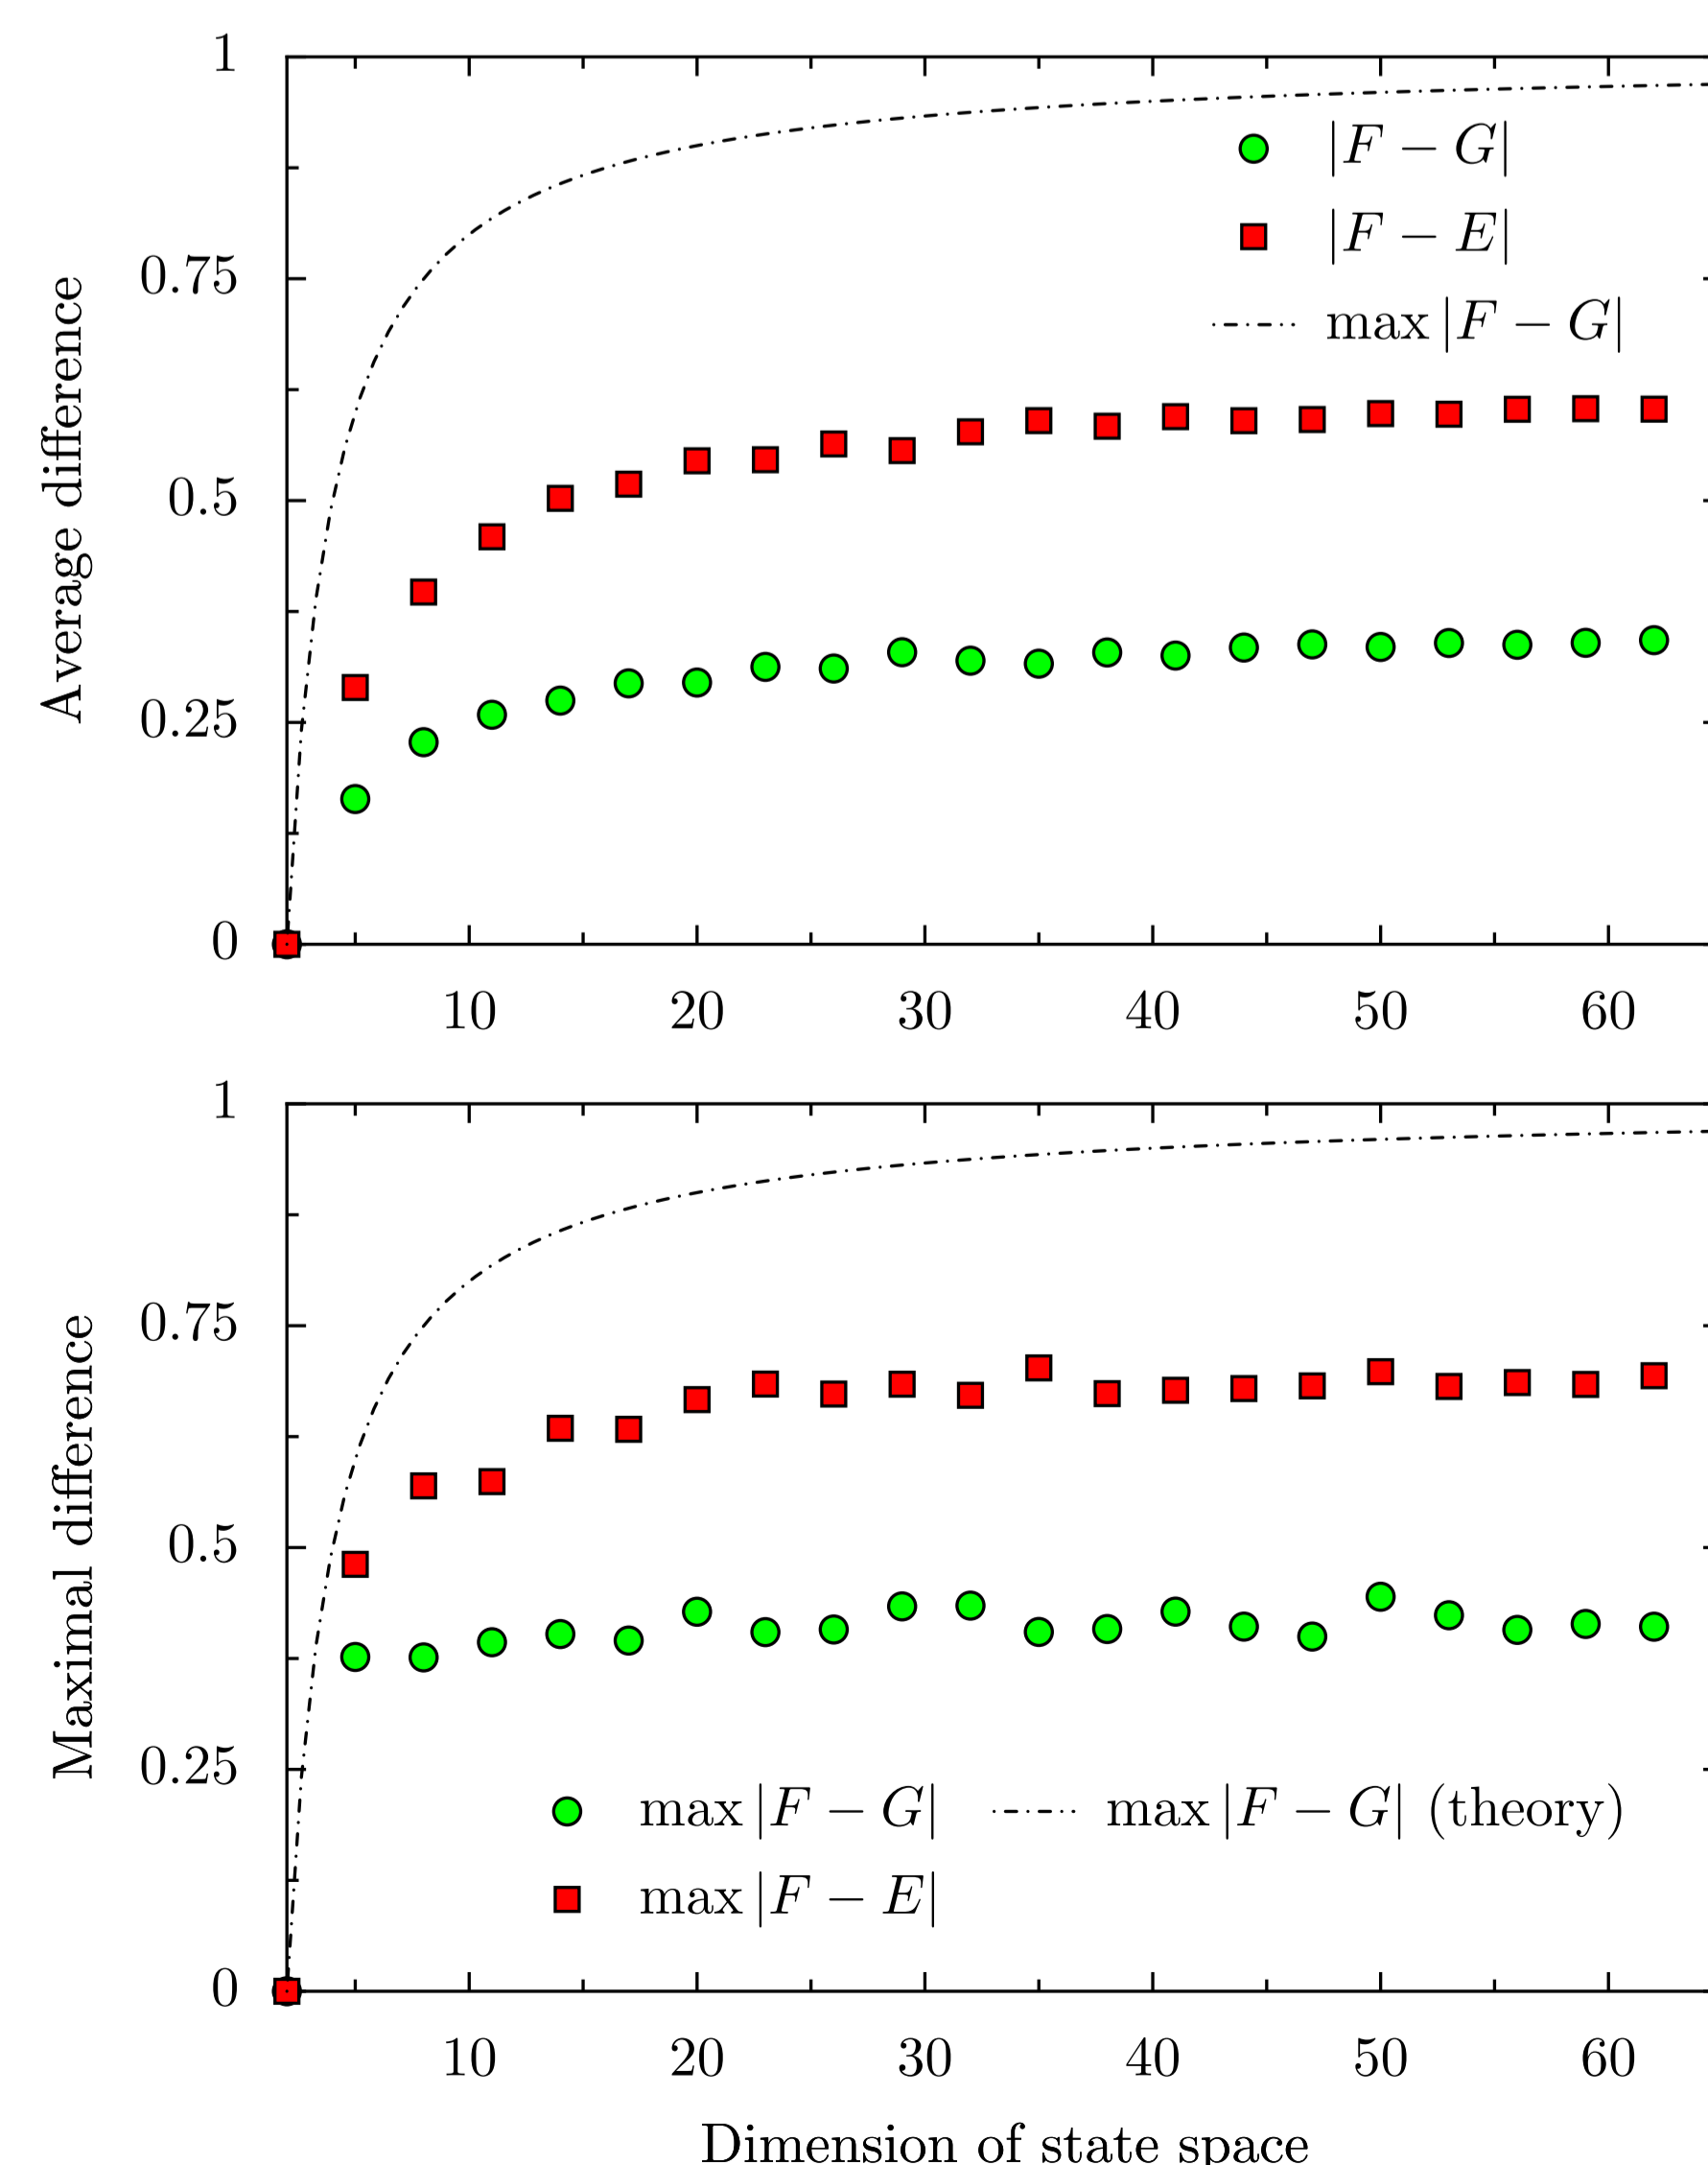 1
|F − G|
|F − E|
max |F − G|
0.75
0.5
0.25
0
Average difference
10 20 30 40 50 60
1
0.75
0.5
0.25
0
Maximal difference
max |F − G| max |F − G| (theory)
max |F − E|
10 20 30 40 50 60
Dimension of state space